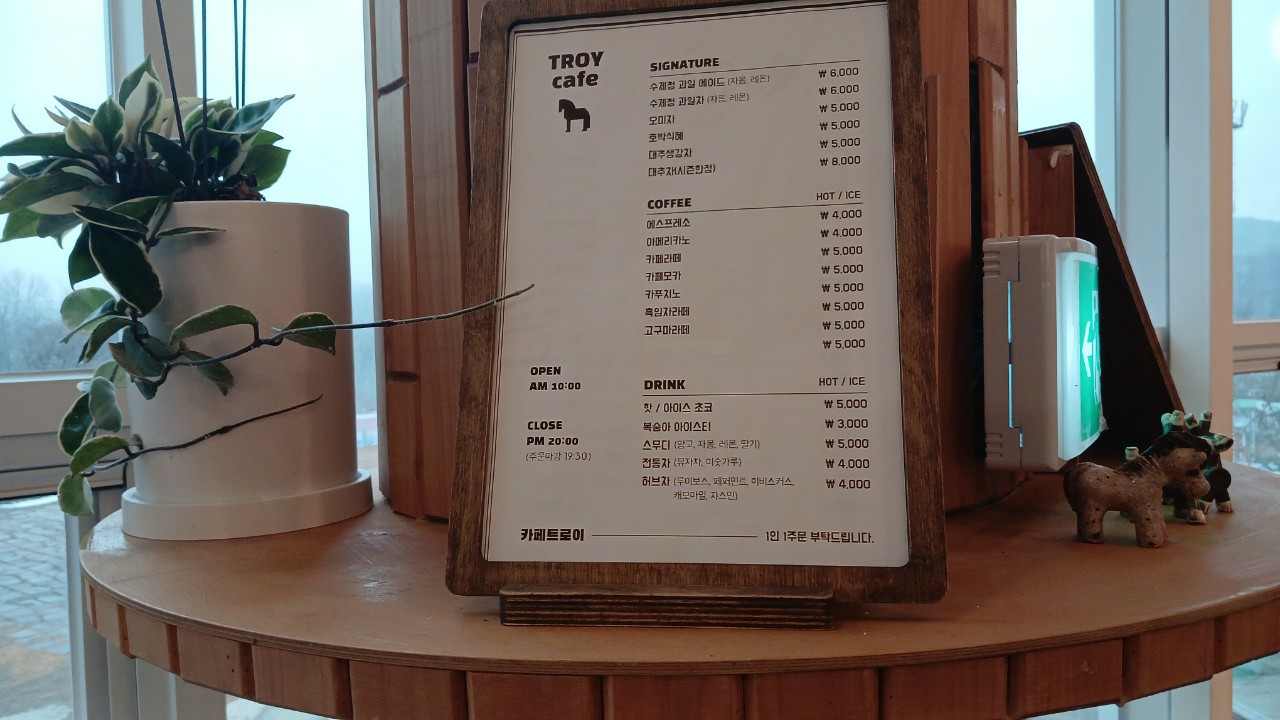 TROY
cafe
SIGNATURE
수제청 과일 에이드 (자몽, 레몬) ₩ 6,000
수제청 과일차 (자몽, 레몬) ₩ 6,000
오미자 ₩ 5,000
호박식혜 ₩ 5,000
대추생강차 ₩ 5,000
대추차(시즌한정) ₩ 8,000
COFFEE HOT / ICE
에스프레소 ₩ 4,000
아메리카노 ₩ 4,000
카페라떼 ₩ 5,000
카페모카 ₩ 5,000
카푸치노 ₩ 5,000
흑임자라떼 ₩ 5,000
고구마라떼 ₩ 5,000
₩ 5,000
OPEN
AM 10:00
CLOSE
PM 20:00
(주문마감 19:30)
DRINK HOT / ICE
핫 / 아이스 초코 ₩ 5,000
복숭아 아이스티 ₩ 3,000
스무디 (망고, 자몽, 레몬, 딸기) ₩ 5,000
전통차 (유자차, 미숫가루) ₩ 4,000
허브차 (루이보스, 페퍼민트, 히비스커스, ₩ 4,000
캐모마일, 자스민)
카페트로이 1인 1주문 부탁드립니다.